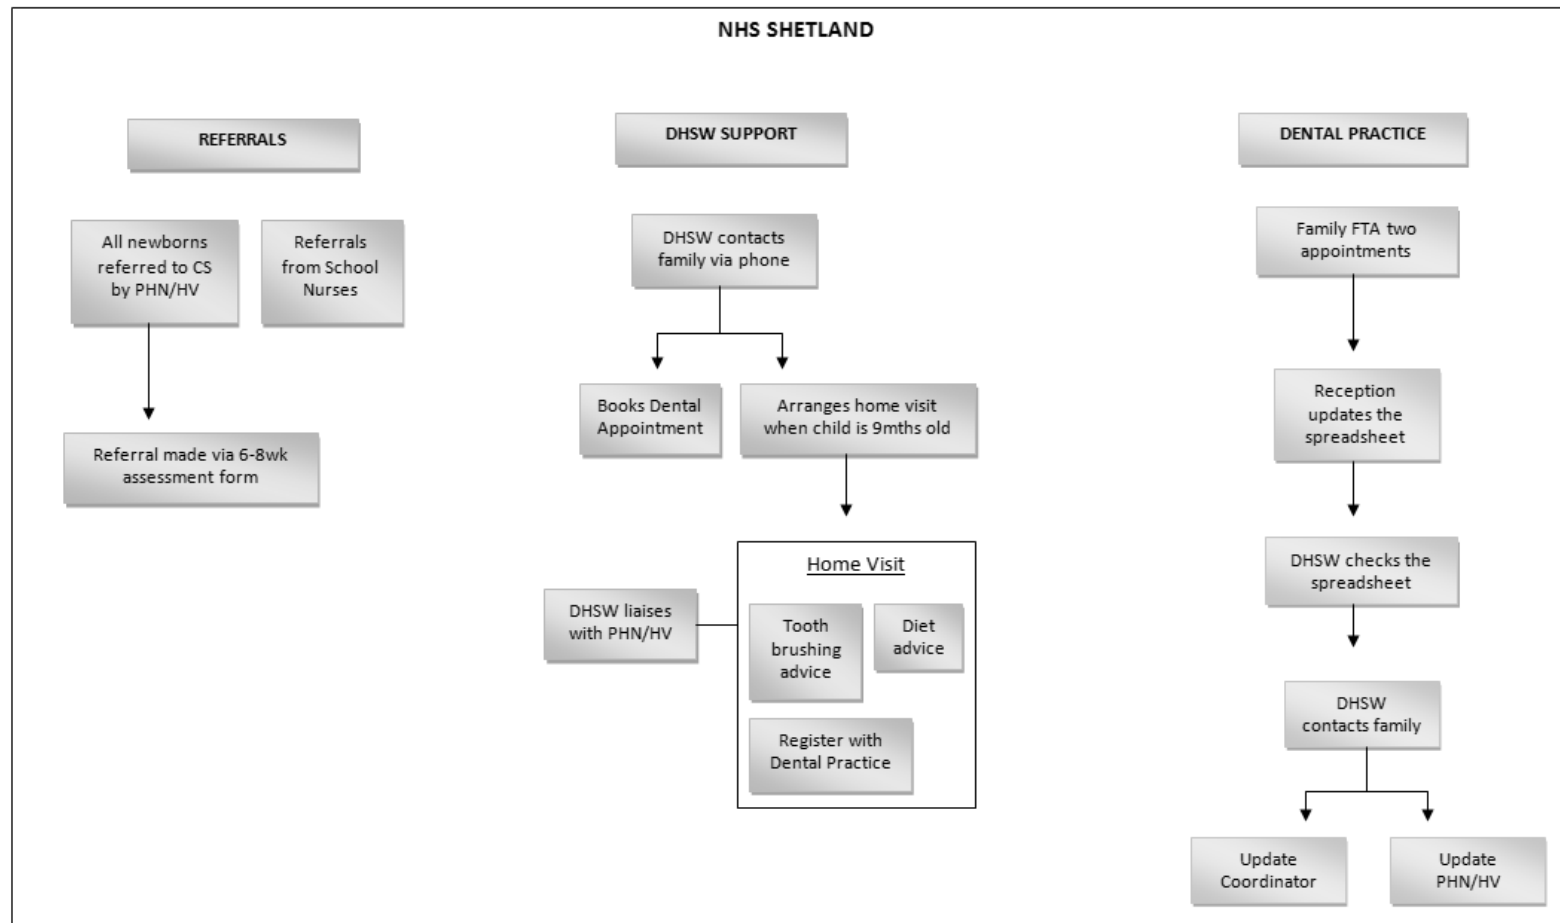 NHS SHETLAND
REFERRALS
All newborns
referred to CS
by PHN/HV
Referrals
from School
Nurses
Referral made via 6-8wk
assessment form
DHSW SUPPORT
DHSW contacts
family via phone
Books Dental
Appointment
Arranges home visit
when child is 9mths old
DHSW liaises
with PHN/HV
Home Visit
Tooth
brushing
advice
Diet
advice
Register with
Dental Practice
DENTAL PRACTICE
Family FTA two
appointments
Reception
updates the
spreadsheet
DHSW checks the
spreadsheet
DHSW
contacts family
Update
Coordinator
Update
PHN/HV